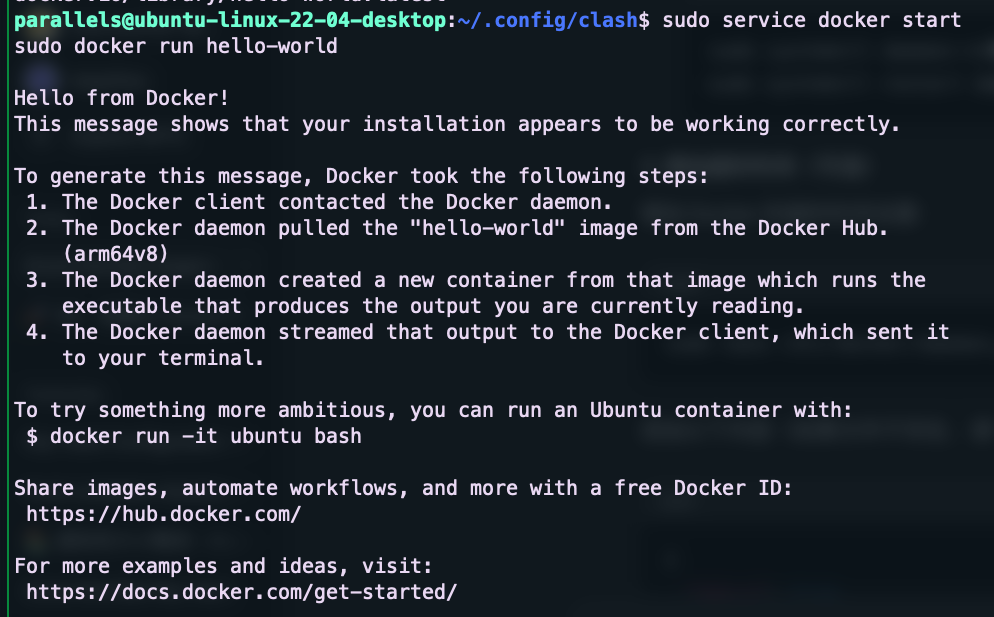 parallels@ubuntu-linux-22-04-desktop:~/.config/clash$ sudo service docker start
sudo docker run hello-world

Hello from Docker!
This message shows that your installation appears to be working correctly.

To generate this message, Docker took the following steps:
 1. The Docker client contacted the Docker daemon.
 2. The Docker daemon pulled the "hello-world" image from the Docker Hub.
    (arm64v8)
 3. The Docker daemon created a new container from that image which runs the
    executable that produces the output you are currently reading.
 4. The Docker daemon streamed that output to the Docker client, which sent it
    to your terminal.

To try something more ambitious, you can run an Ubuntu container with:
 $ docker run -it ubuntu bash

Share images, automate workflows, and more with a free Docker ID:
 https://hub.docker.com/

For more examples and ideas, visit:
 https://docs.docker.com/get-started/